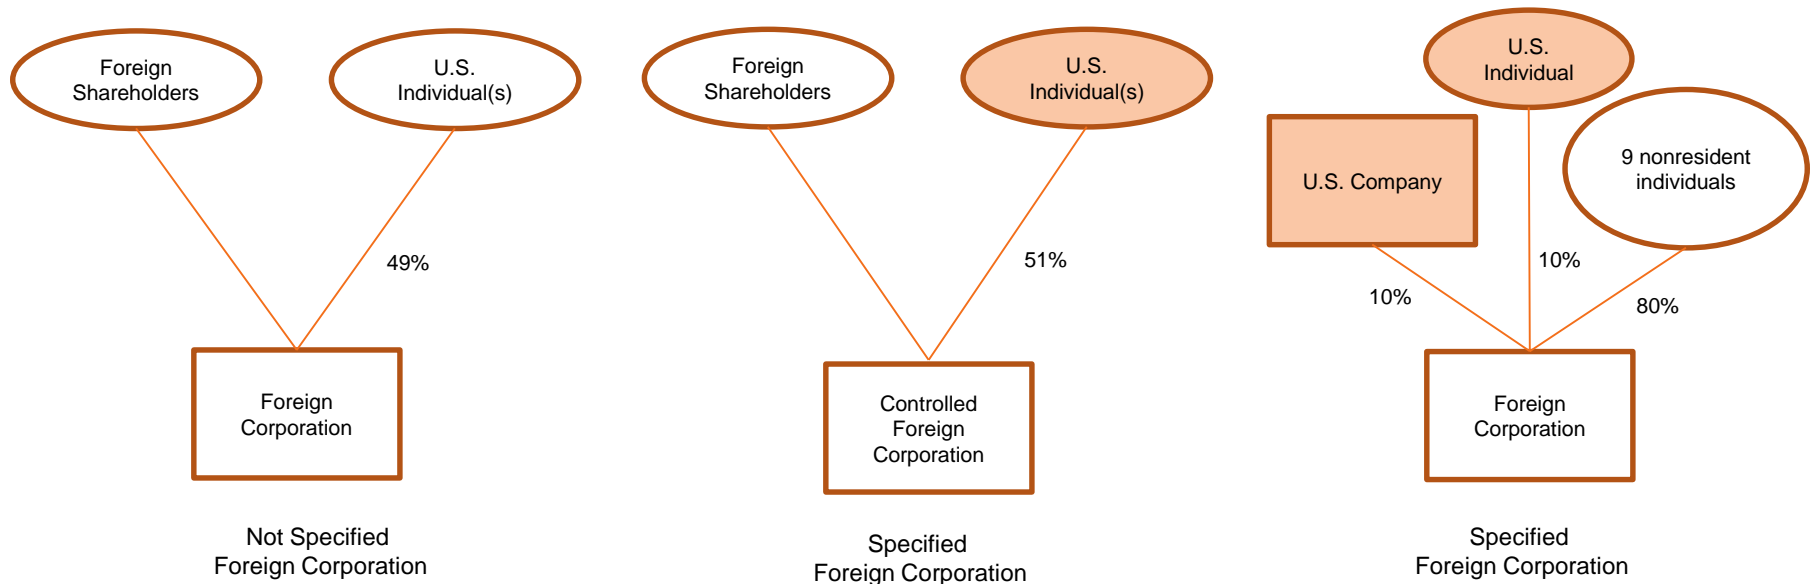 Foreign
Shareholders
U.S.
Individual(s)
49%
Foreign
Corporation
Not Specified
Foreign Corporation
Foreign
Shareholders
U.S.
Individual(s)
51%
Controlled
Foreign
Corporation
Specified
Foreign Corporation
U.S.
Individual
U.S. Company
9 nonresident
individuals
10%
10%
80%
Foreign
Corporation
Specified
Foreign Corporation